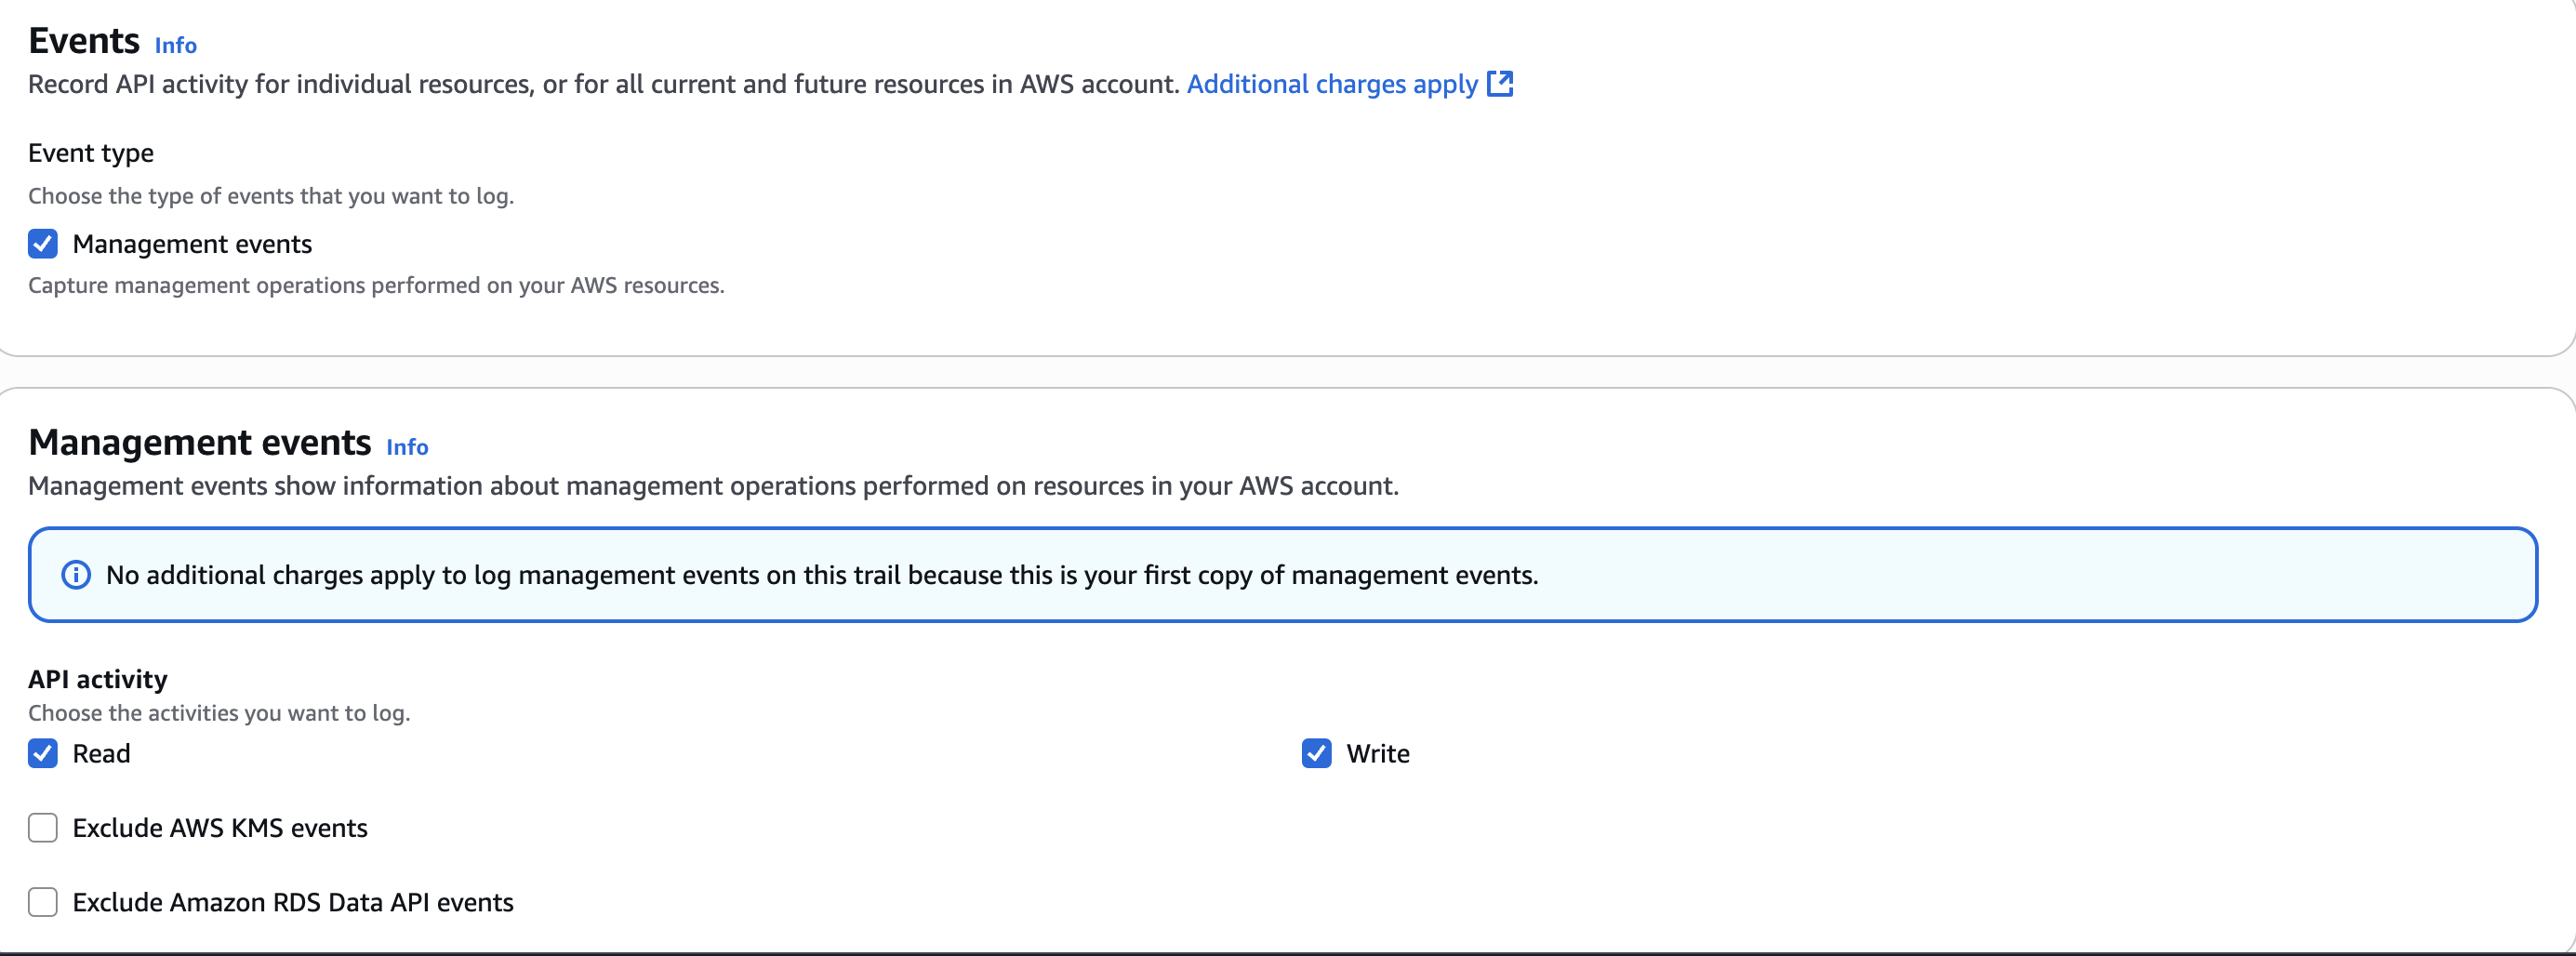 Events Info
Record API activity for individual resources, or for all current and future resources in AWS account. Additional charges apply
Event type
Choose the type of events that you want to log.
Management events
Capture management operations performed on your AWS resources.
Management events Info
Management events show information about management operations performed on resources in your AWS account.
No additional charges apply to log management events on this trail because this is your first copy of management events.
API activity
Choose the activities you want to log.
Read Write
Exclude AWS KMS events
Exclude Amazon RDS Data API events